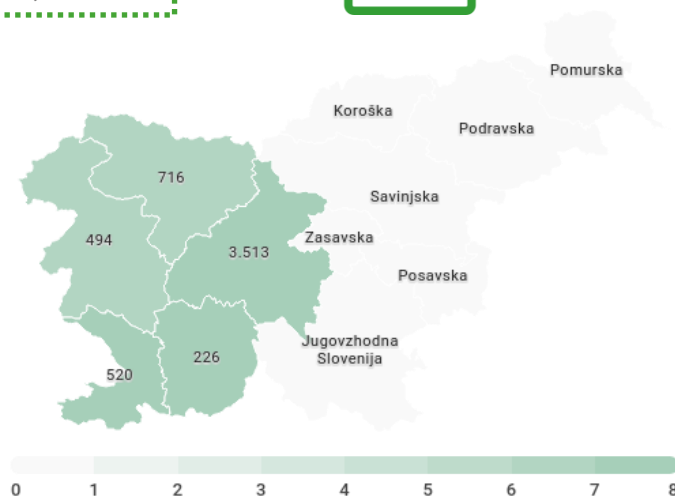 Pomurska
Koroška
Podravska
716
Savinjska
494
3.513
Zasavska
Posavska
Jugovzhodna
Slovenija
226
520
0 1 2 3 4 5 6 7 8